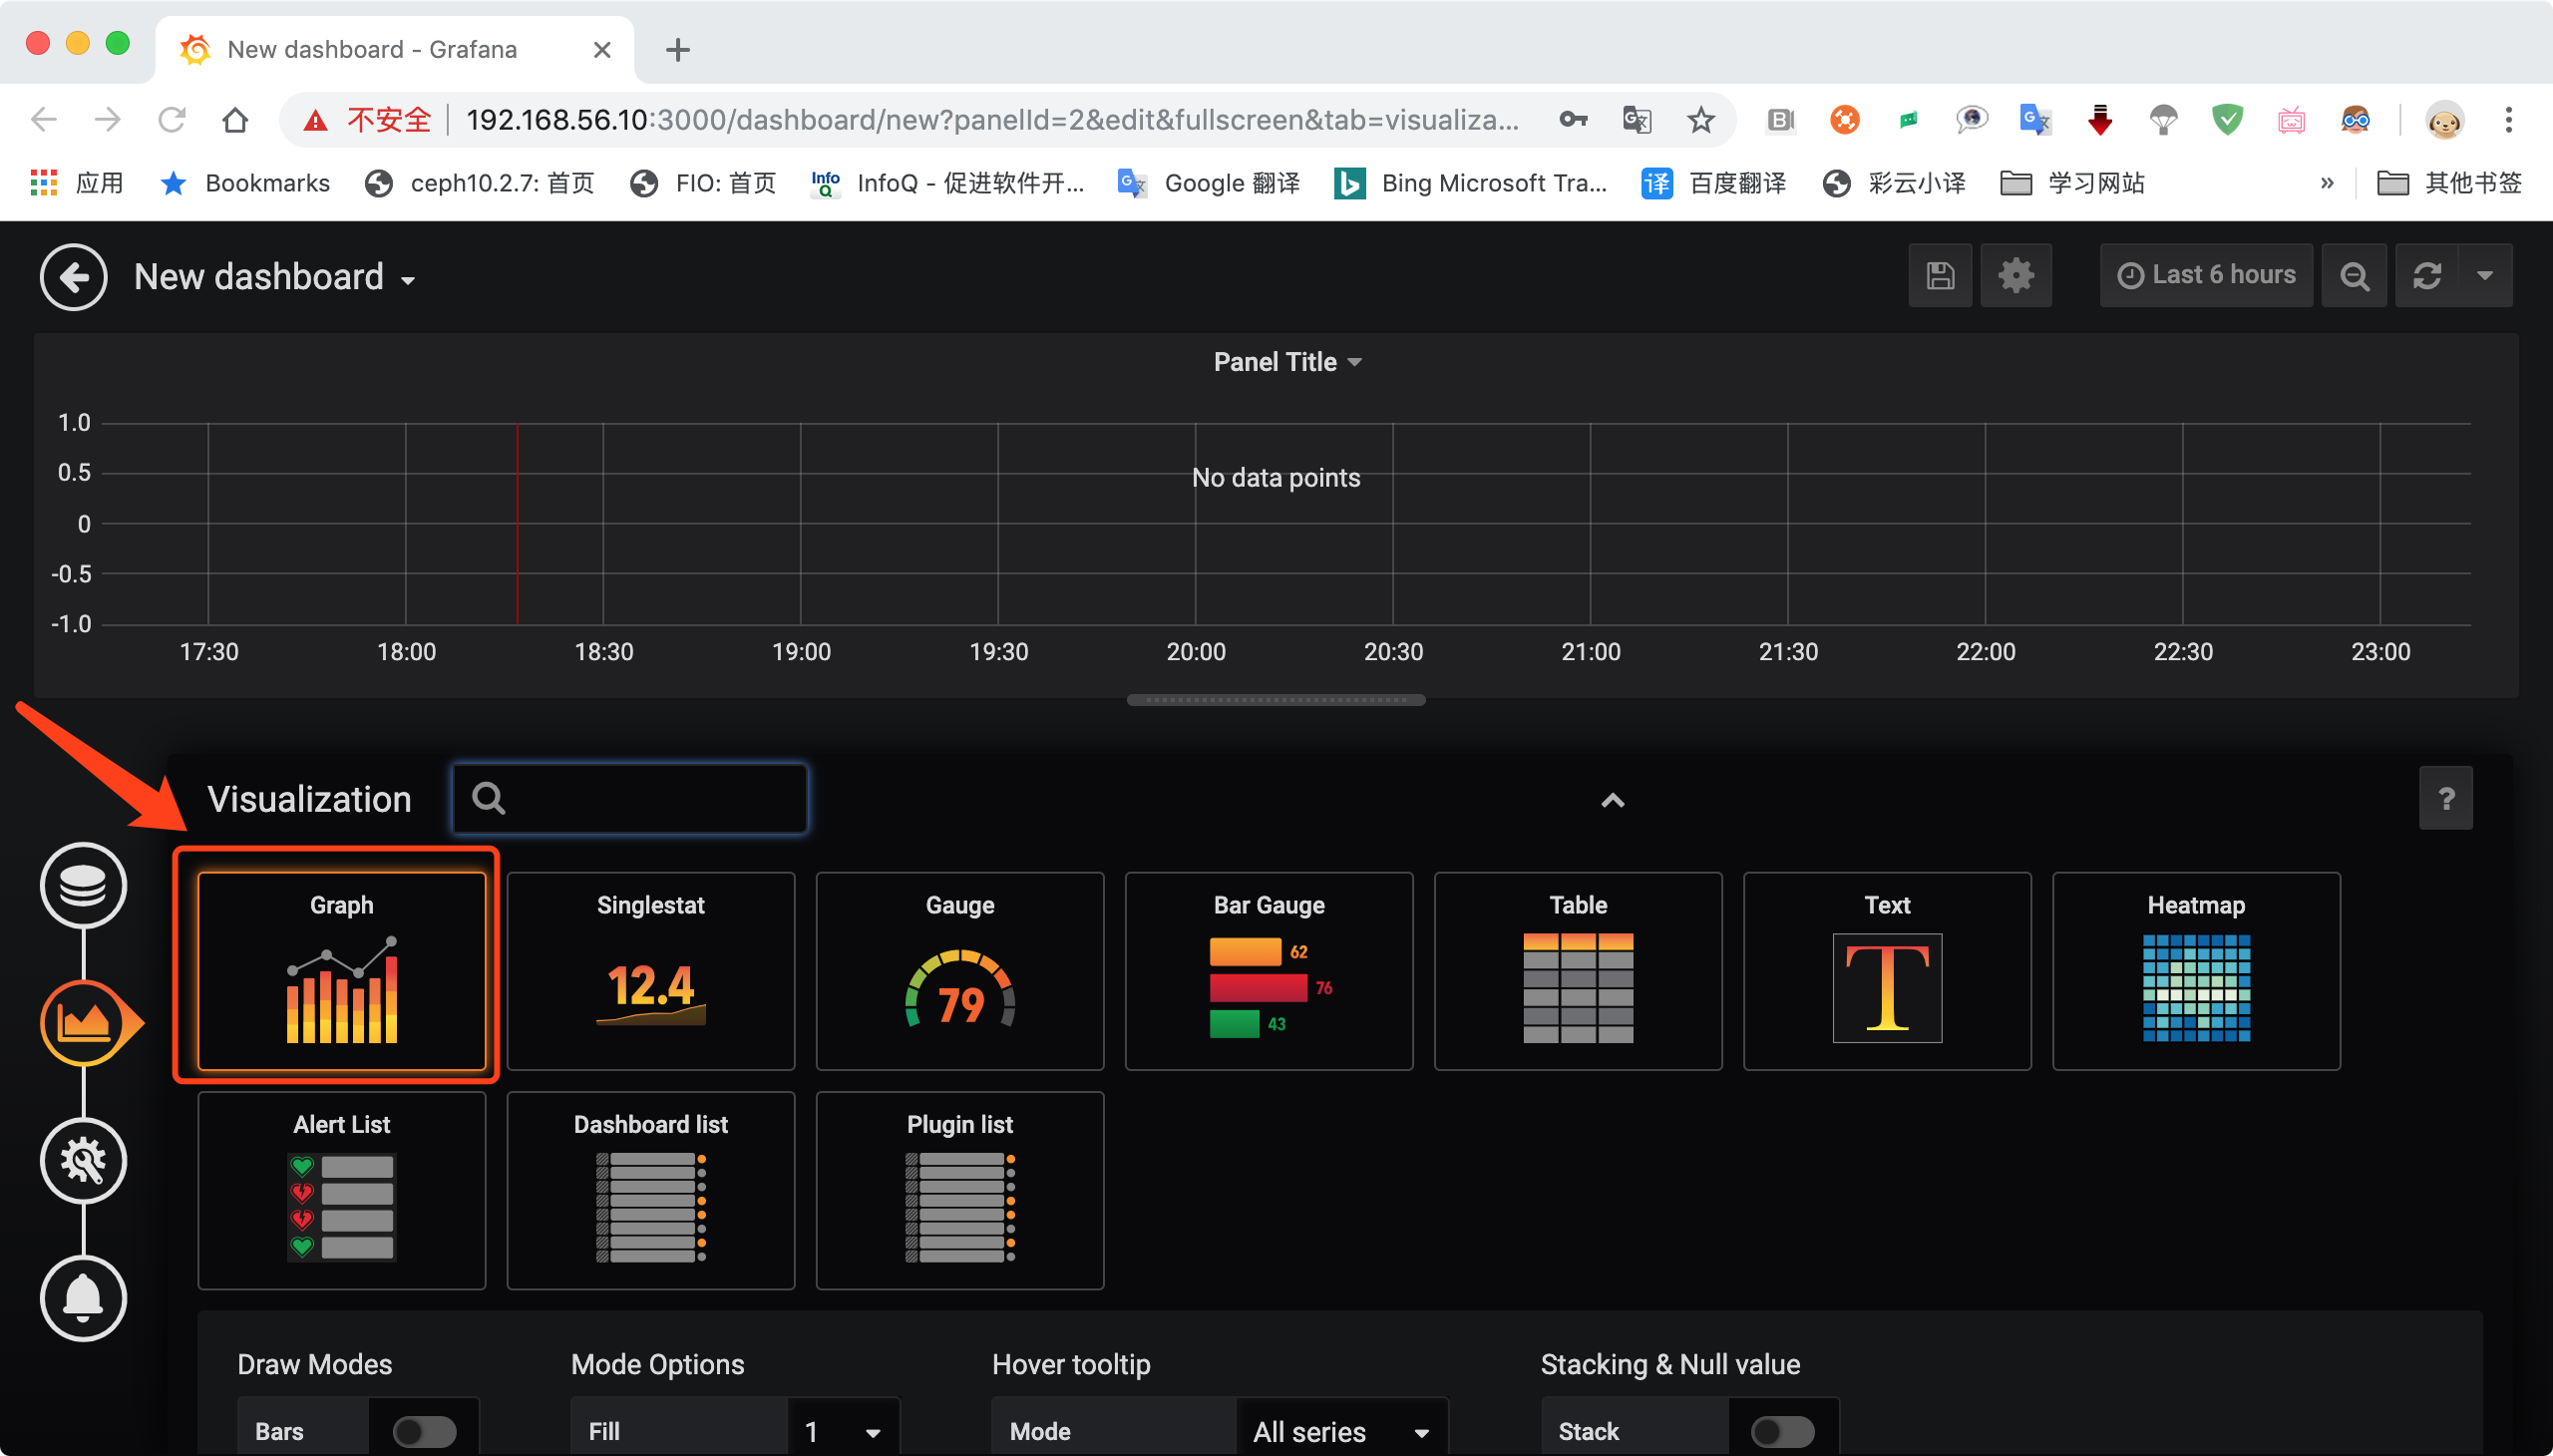 New dashboard - Grafana
不安全 192.168.56.10:3000/dashboard/new?panelId=2&edit&fullscreen&tab=visualiza...
应用 Bookmarks ceph10.2.7: 首页 FIO: 首页 InfoQ - 促进软件开... Google 翻译 Bing Microsoft Tra... 百度翻译 彩云小译 学习网站 » 其他书签
New dashboard
Last 6 hours
Panel Title
1.0
0.5
0
-0.5
-1.0
No data points
17:30 18:00 18:30 19:00 19:30 20:00 20:30 21:00 21:30 22:00 22:30 23:00
Visualization
?
Graph Singlestat Gauge Bar Gauge Table Text Heatmap
12.4 79 62 76 43 T
Alert List Dashboard list Plugin list
Draw Modes Mode Options Hover tooltip Stacking & Null value
Bars Fill 1 Mode All series Stack